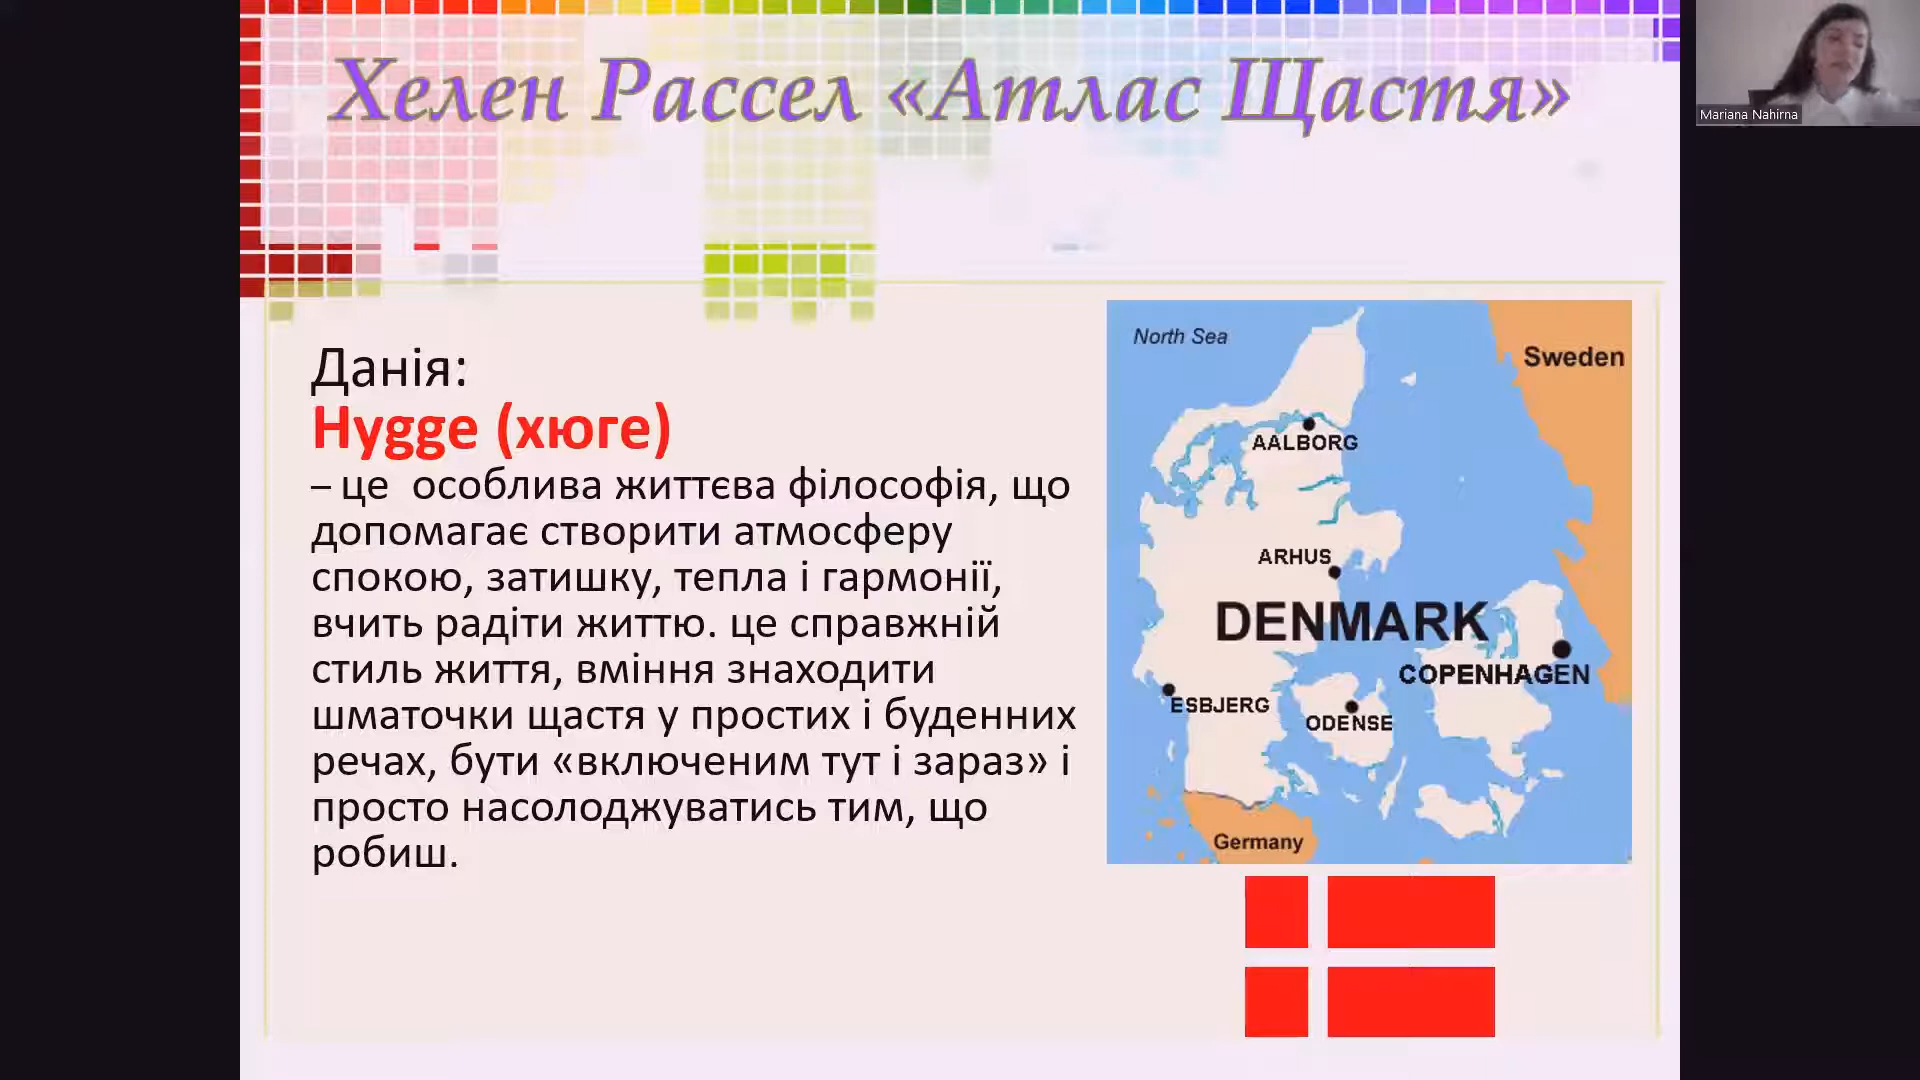 Хелен Рассел «Атлас Щастя»
Mariana Nahirna
Данія:
Hygge (хюге)
– це особлива життєва філософія, що
допомагає створити атмосферу
спокою, затишку, тепла і гармонії,
вчить радіти життю. це справжній
стиль життя, вміння знаходити
шматочки щастя у простих і буденних
речах, бути «включеним тут і зараз» і
просто насолоджуватись тим, що
робиш.
North Sea
Sweden
AALBORG
ARHUS
DENMARK
COPENHAGEN
ESBJERG
ODENSE
Germany